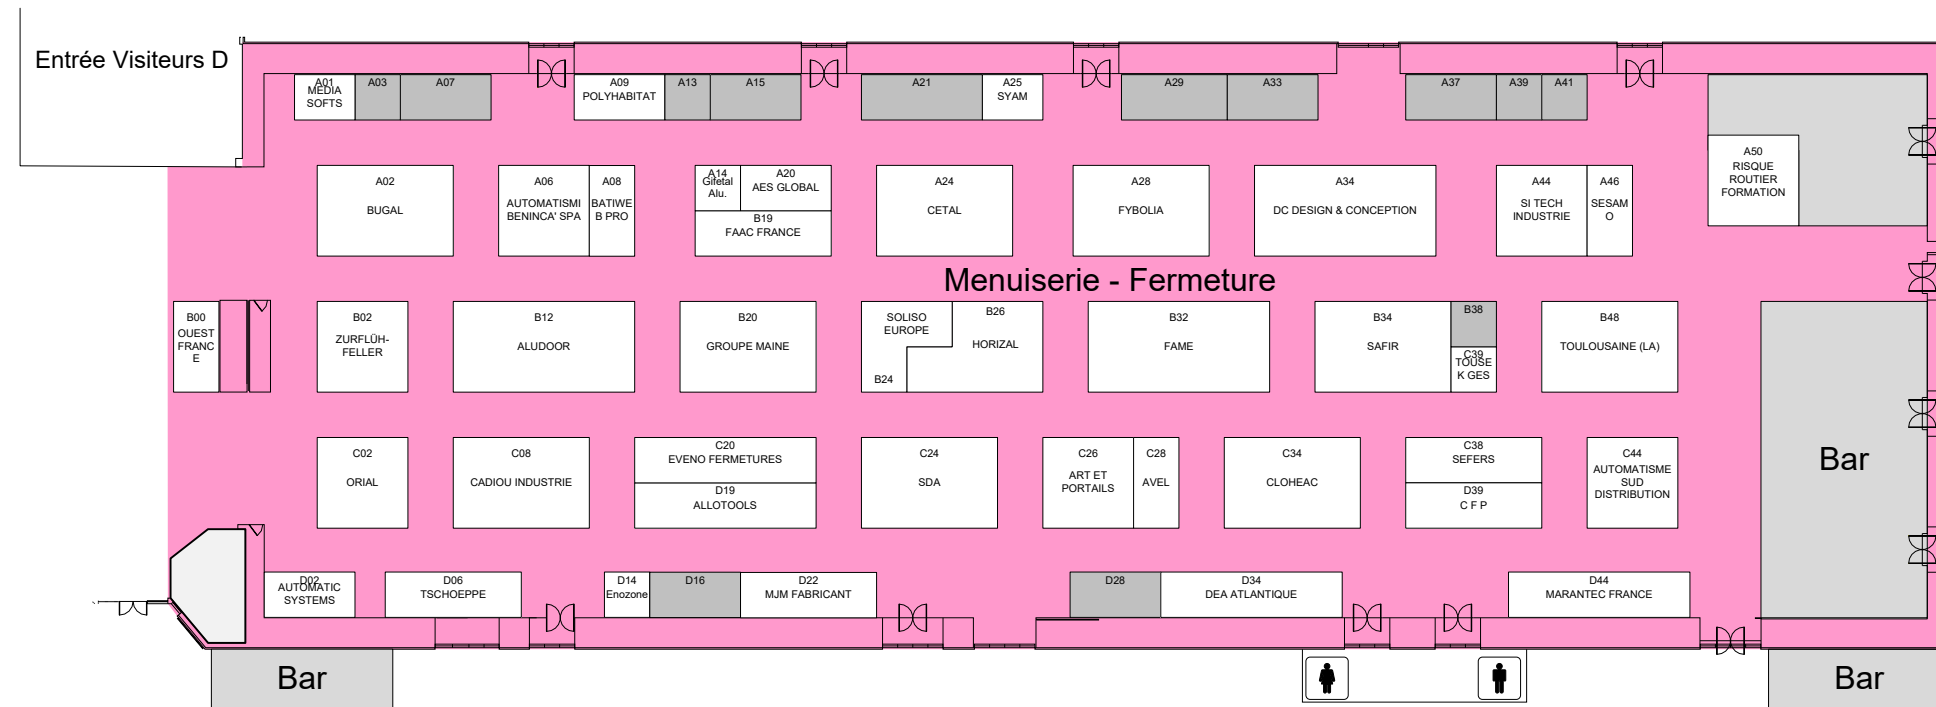 Entrée Visiteurs D
A01
MEDIA
SOFTS
A03
A07
A09
POLYHABITAT
A13
A15
A21
A25
SYAM
A29
A33
A37
A39
A41
A50
RISQUE
ROUTIER
FORMATION
A02
BUGAL
A06
AUTOMATISMI
BENINCA' SPA
A08
BATIWE
B PRO
A14
Gifetal
Alu.
A20
AES GLOBAL
B19
FAAC FRANCE
A24
CETAL
A28
FYBOLIA
A34
DC DESIGN & CONCEPTION
A44
SI TECH
INDUSTRIE
A46
SESAM
O
Menuiserie - Fermeture
B00
OUEST
FRANC
E
B02
ZURFLÜH-
FELLER
B12
ALUDOOR
B20
GROUPE MAINE
SOLISO
EUROPE
B24
B26
HORIZAL
B32
FAME
B34
SAFIR
B38
C39
TOUSE
K GES
B48
TOULOUSAINE (LA)
Bar
C02
ORIAL
C08
CADIOU INDUSTRIE
C20
EVENO FERMETURES
D19
ALLOTOOLS
C24
SDA
C26
ART ET
PORTAILS
C28
AVEL
C34
CLOHEAC
C38
SEFERS
D39
C F P
C44
AUTOMATISME
SUD
DISTRIBUTION
D02
AUTOMATIC
SYSTEMS
D06
TSCHOEPPE
D14
Enozone
D16
D22
MJM FABRICANT
D28
D34
DEA ATLANTIQUE
D44
MARANTEC FRANCE
Bar
Bar